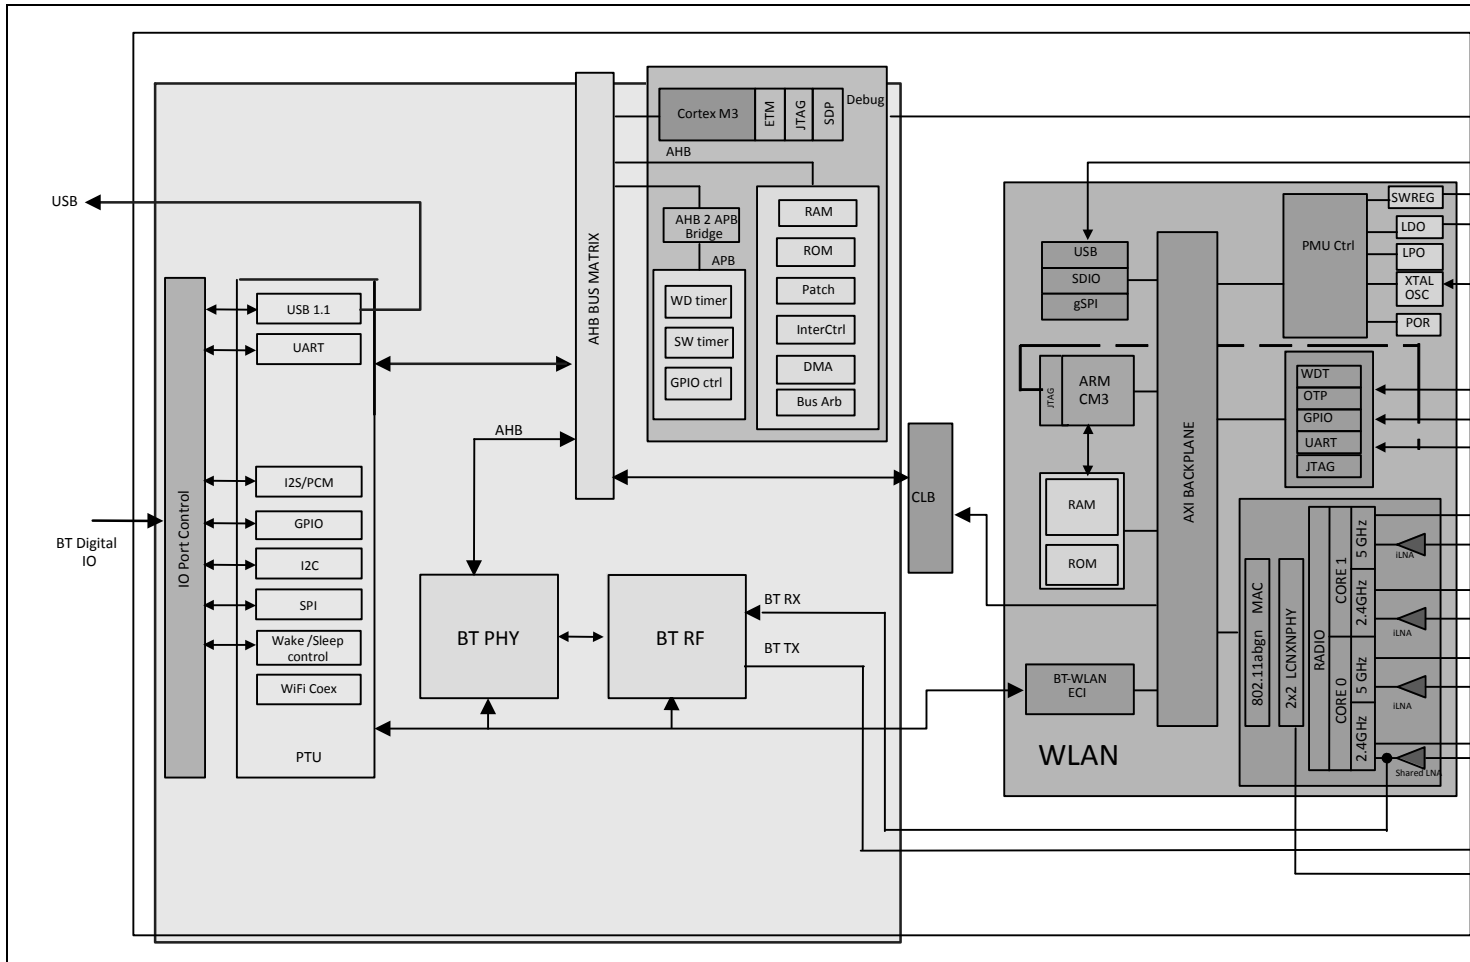 USB
BT Digital
IO
IO Port Control
USB 1.1
UART
I2S/PCM
GPIO
I2C
SPI
Wake /Sleep
control
WiFi Coex
PTU
AHB BUS MATRIX
Cortex M3
ETM
JTAG
SDP
Debug
AHB
AHB 2 APB
Bridge
APB
WD timer
SW timer
GPIO ctrl
RAM
ROM
Patch
InterCtrl
DMA
Bus Arb
AHB
BT PHY
BT RF
BT RX
BT TX
CLB
USB
SDIO
gSPI
JTAG
ARM
CM3
RAM
ROM
BT-WLAN
ECI
WLAN
AXI BACKPLANE
PMU Ctrl
SWREG
LDO
LPO
XTAL
OSC
POR
WDT
OTP
GPIO
UART
JTAG
802.11abgn MAC
2x2 LCNXNPHY
RADIO
CORE 1
CORE 0
5 GHz
2.4GHz
5 GHz
2.4GHz
iLNA
iLNA
iLNA
Shared LNA